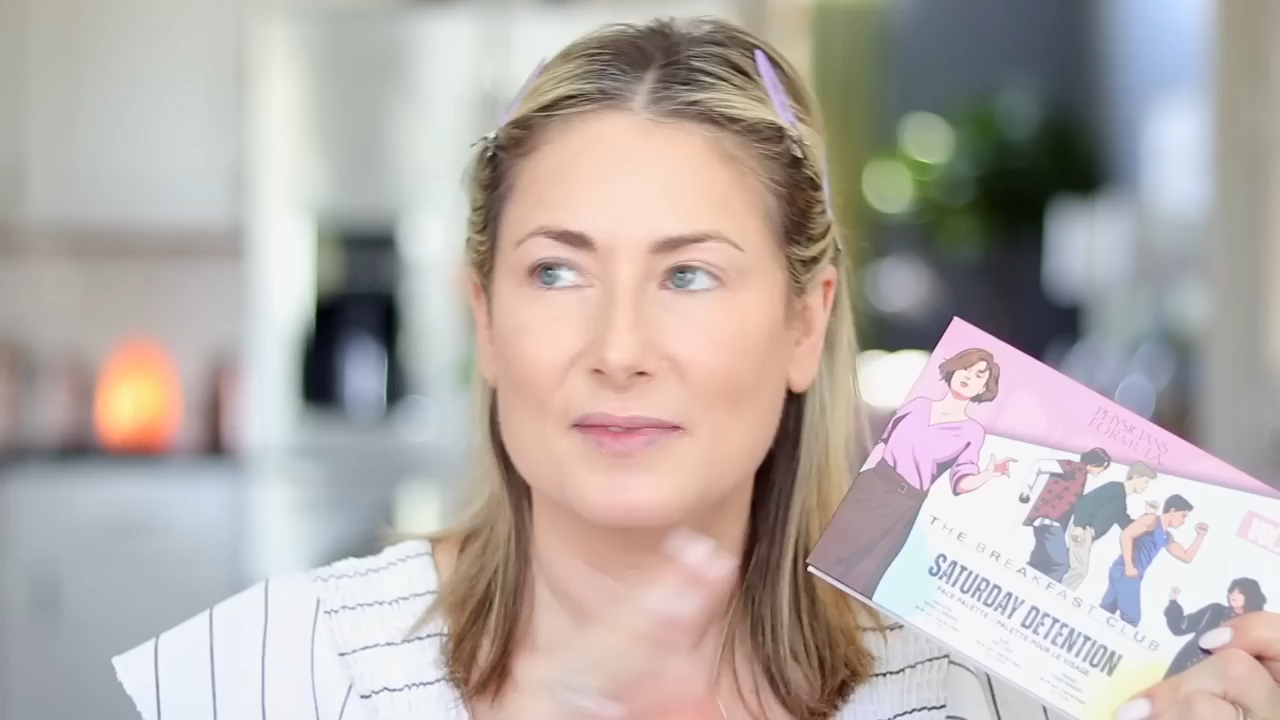 PHYSICIANS
FORMULA
THE BREAKFAST CLUB
SATURDAY DETENTION
FACE PALETTE · PALETTE POUR LE VISAGE